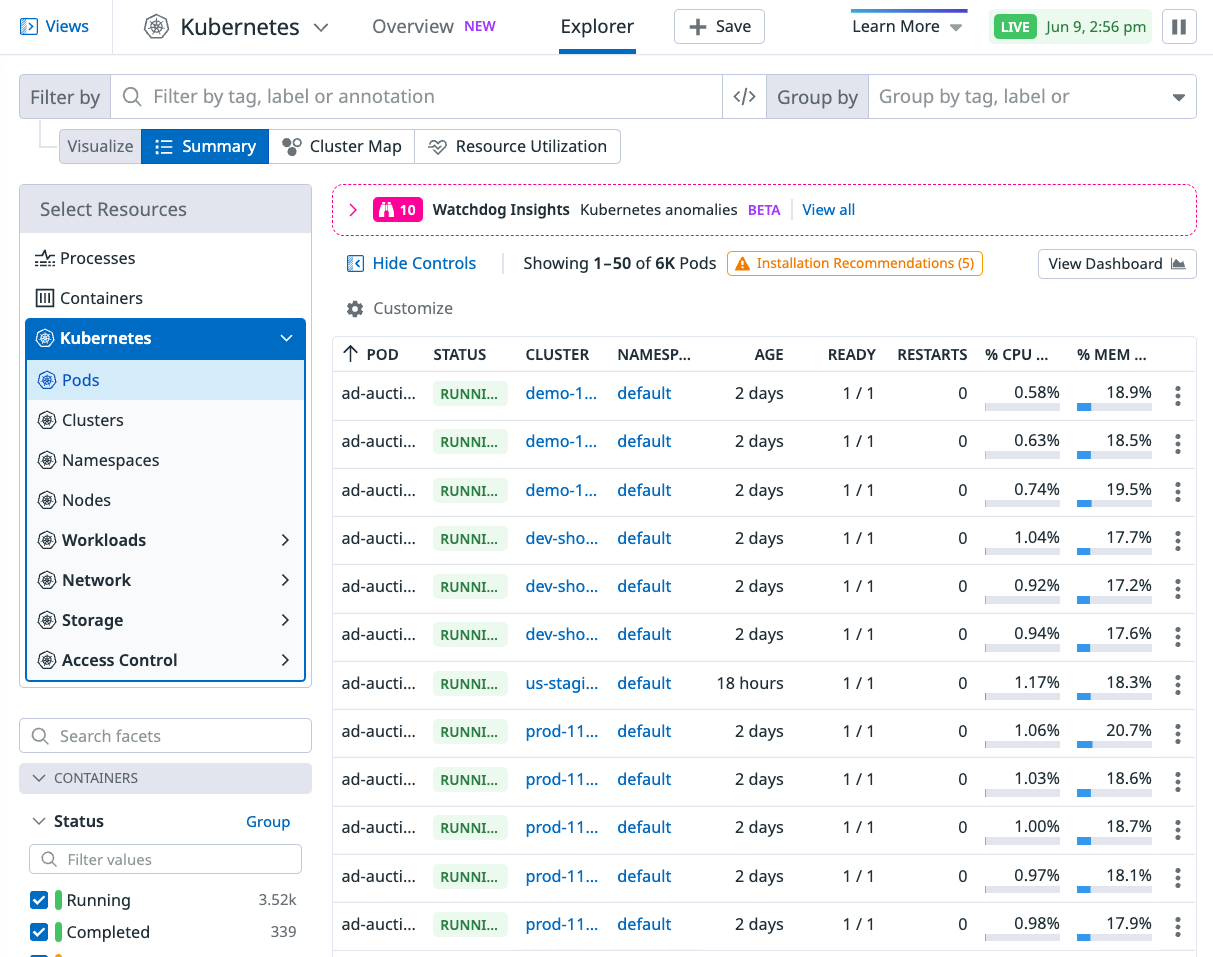 Views
Kubernetes
Overview NEW
Explorer
Save
Learn More
LIVE Jun 9, 2:56 pm
Filter by
Filter by tag, label or annotation
</>
Group by
Group by tag, label or
Visualize
Summary
Cluster Map
Resource Utilization
Select Resources
Processes
Containers
Kubernetes
Pods
Clusters
Namespaces
Nodes
Workloads
Network
Storage
Access Control
Search facets
CONTAINERS
Status Group
Filter values
Running 3.52k
Completed 339
10 Watchdog Insights Kubernetes anomalies BETA View all
Hide Controls
Showing 1–50 of 6K Pods
Installation Recommendations (5)
View Dashboard
Customize
POD STATUS CLUSTER NAMESP... AGE READY RESTARTS % CPU ... % MEM ...
ad-aucti... RUNNI... demo-1... default 2 days 1 / 1 0 0.58% 18.9%
ad-aucti... RUNNI... demo-1... default 2 days 1 / 1 0 0.63% 18.5%
ad-aucti... RUNNI... demo-1... default 2 days 1 / 1 0 0.74% 19.5%
ad-aucti... RUNNI... dev-sho... default 2 days 1 / 1 0 1.04% 17.7%
ad-aucti... RUNNI... dev-sho... default 2 days 1 / 1 0 0.92% 17.2%
ad-aucti... RUNNI... dev-sho... default 2 days 1 / 1 0 0.94% 17.6%
ad-aucti... RUNNI... us-stagi... default 18 hours 1 / 1 0 1.17% 18.3%
ad-aucti... RUNNI... prod-11... default 2 days 1 / 1 0 1.06% 20.7%
ad-aucti... RUNNI... prod-11... default 2 days 1 / 1 0 1.03% 18.6%
ad-aucti... RUNNI... prod-11... default 2 days 1 / 1 0 1.00% 18.7%
ad-aucti... RUNNI... prod-11... default 2 days 1 / 1 0 0.97% 18.1%
ad-aucti... RUNNI... prod-11... default 2 days 1 / 1 0 0.98% 17.9%